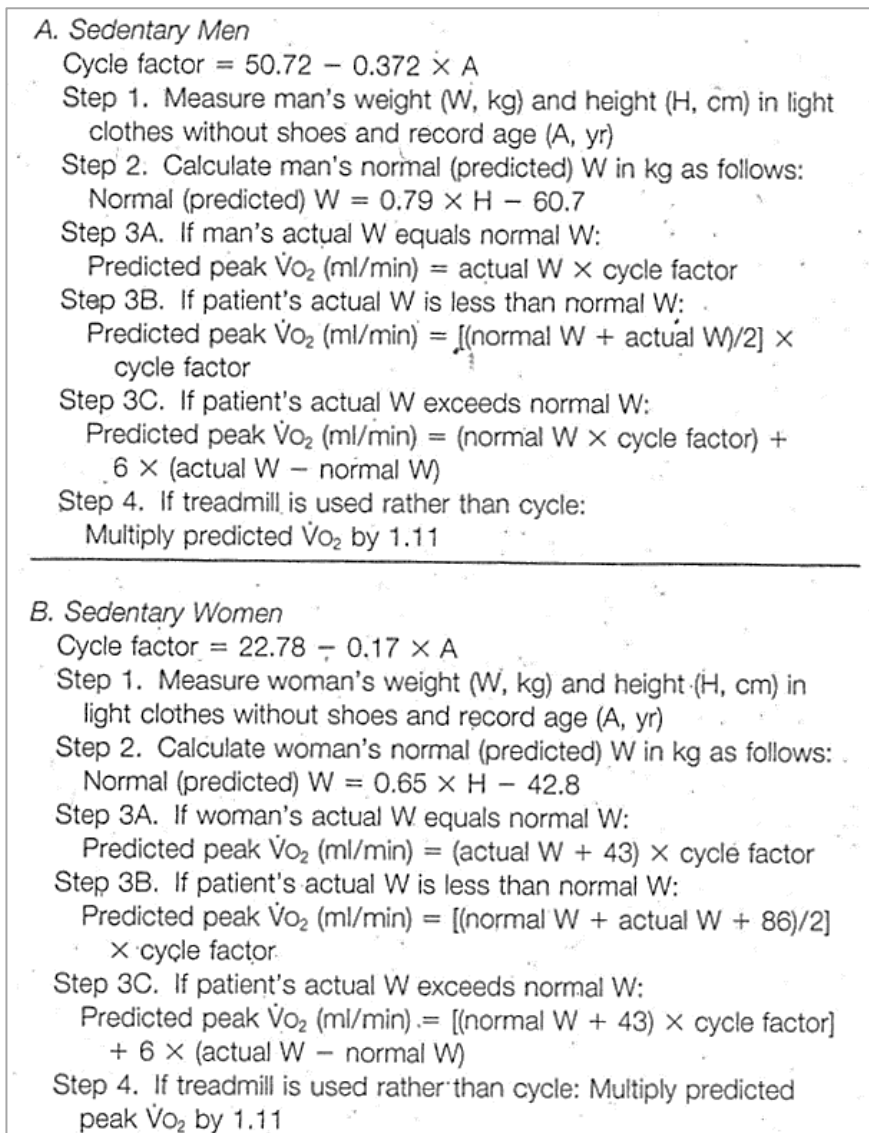 A. Sedentary Men
Cycle factor = 50.72 − 0.372 × A
Step 1. Measure man's weight (W, kg) and height (H, cm) in light
clothes without shoes and record age (A, yr)
Step 2. Calculate man's normal (predicted) W in kg as follows:
Normal (predicted) W = 0.79 × H − 60.7
Step 3A. If man's actual W equals normal W:
Predicted peak V̇o₂ (ml/min) = actual W × cycle factor
Step 3B. If patient's actual W is less than normal W:
Predicted peak V̇o₂ (ml/min) = [(normal W + actual W)/2] ×
cycle factor
Step 3C. If patient's actual W exceeds normal W:
Predicted peak V̇o₂ (ml/min) = (normal W × cycle factor) +
6 × (actual W − normal W)
Step 4. If treadmill is used rather than cycle:
Multiply predicted V̇o₂ by 1.11
B. Sedentary Women
Cycle factor = 22.78 − 0.17 × A
Step 1. Measure woman's weight (W, kg) and height (H, cm) in
light clothes without shoes and record age (A, yr)
Step 2. Calculate woman's normal (predicted) W in kg as follows:
Normal (predicted) W = 0.65 × H − 42.8
Step 3A. If woman's actual W equals normal W:
Predicted peak V̇o₂ (ml/min) = (actual W + 43) × cycle factor
Step 3B. If patient's actual W is less than normal W:
Predicted peak V̇o₂ (ml/min) = [(normal W + actual W + 86)/2]
× cycle factor
Step 3C. If patient's actual W exceeds normal W:
Predicted peak V̇o₂ (ml/min) = [(normal W + 43) × cycle factor]
+ 6 × (actual W − normal W)
Step 4. If treadmill is used rather than cycle: Multiply predicted
peak V̇o₂ by 1.11